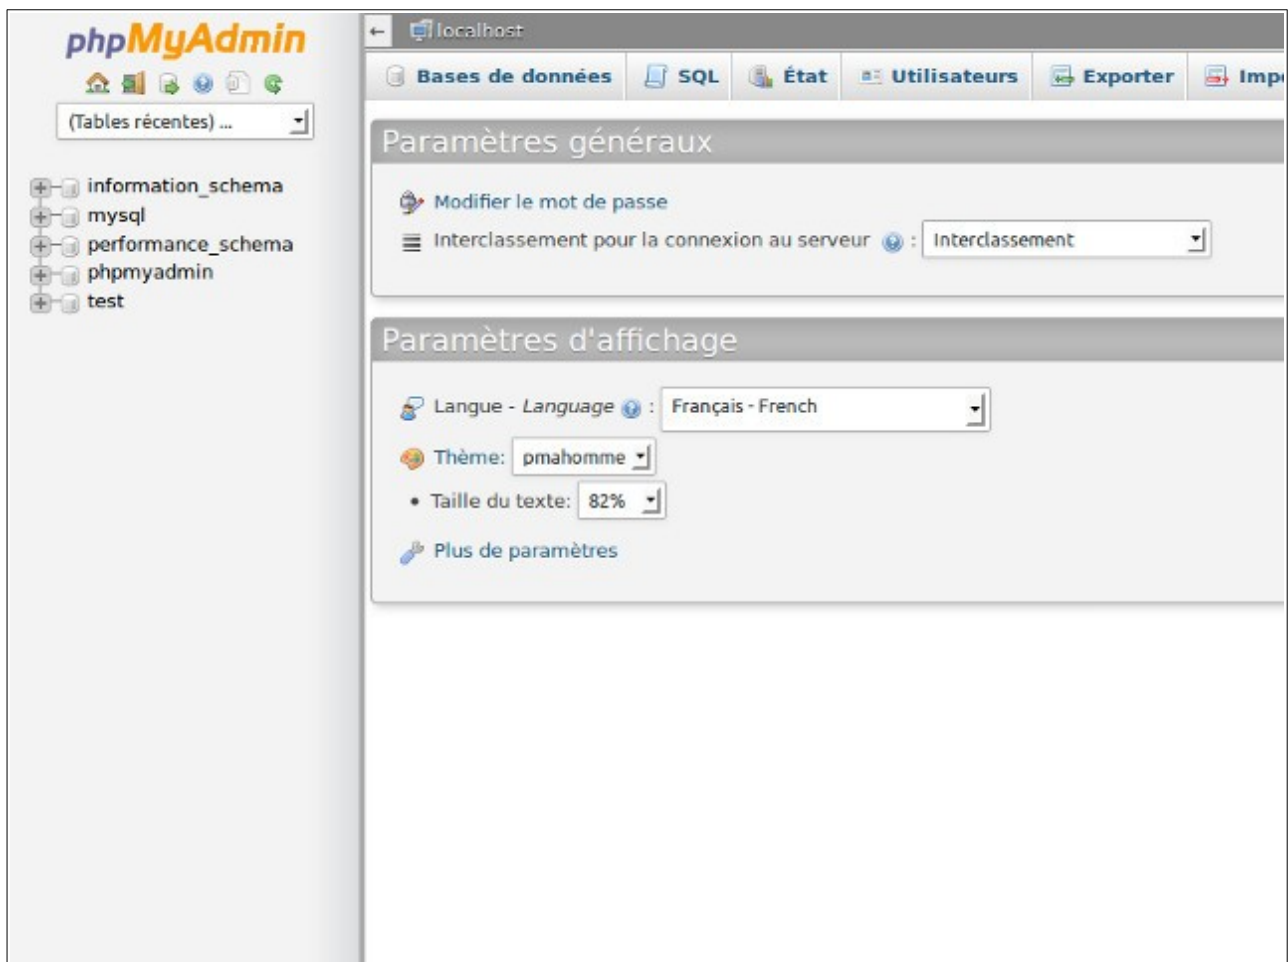 phpMyAdmin
(Tables récentes) ...
information_schema
mysql
performance_schema
phpmyadmin
test
← localhost
Bases de données SQL État Utilisateurs Exporter Impo
Paramètres généraux
Modifier le mot de passe
Interclassement pour la connexion au serveur : Interclassement
Paramètres d'affichage
Langue - Language : Français - French
Thème: pmahomme
• Taille du texte: 82%
Plus de paramètres